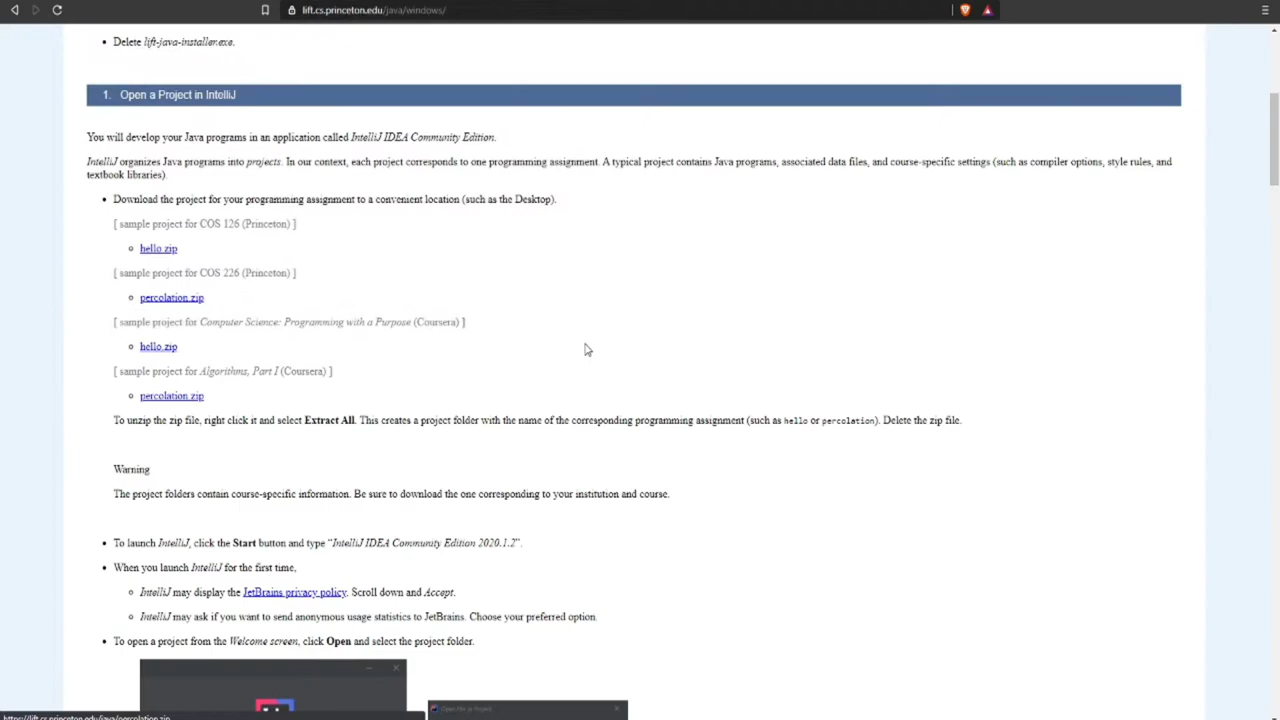 lift.cs.princeton.edu/java/windows/
• Delete lift-java-installer.exe.
1. Open a Project in IntelliJ
You will develop your Java programs in an application called IntelliJ IDEA Community Edition.
IntelliJ organizes Java programs into projects. In our context, each project corresponds to one programming assignment. A typical project contains Java programs, associated data files, and course-specific settings (such as compiler options, style rules, and
textbook libraries).
• Download the project for your programming assignment to a convenient location (such as the Desktop).
[ sample project for COS 126 (Princeton) ]
hello.zip
[ sample project for COS 226 (Princeton) ]
percolation.zip
[ sample project for Computer Science: Programming with a Purpose (Coursera) ]
hello.zip
[ sample project for Algorithms, Part I (Coursera) ]
percolation.zip
To unzip the zip file, right click it and select Extract All. This creates a project folder with the name of the corresponding programming assignment (such as hello or percolation). Delete the zip file.
Warning
The project folders contain course-specific information. Be sure to download the one corresponding to your institution and course.
• To launch IntelliJ, click the Start button and type “IntelliJ IDEA Community Edition 2020.1.2”.
• When you launch IntelliJ for the first time,
IntelliJ may display the JetBrains privacy policy. Scroll down and Accept.
IntelliJ may ask if you want to send anonymous usage statistics to JetBrains. Choose your preferred option.
• To open a project from the Welcome screen, click Open and select the project folder.
Open File or Project
https://lift.cs.princeton.edu/java/percolation.zip